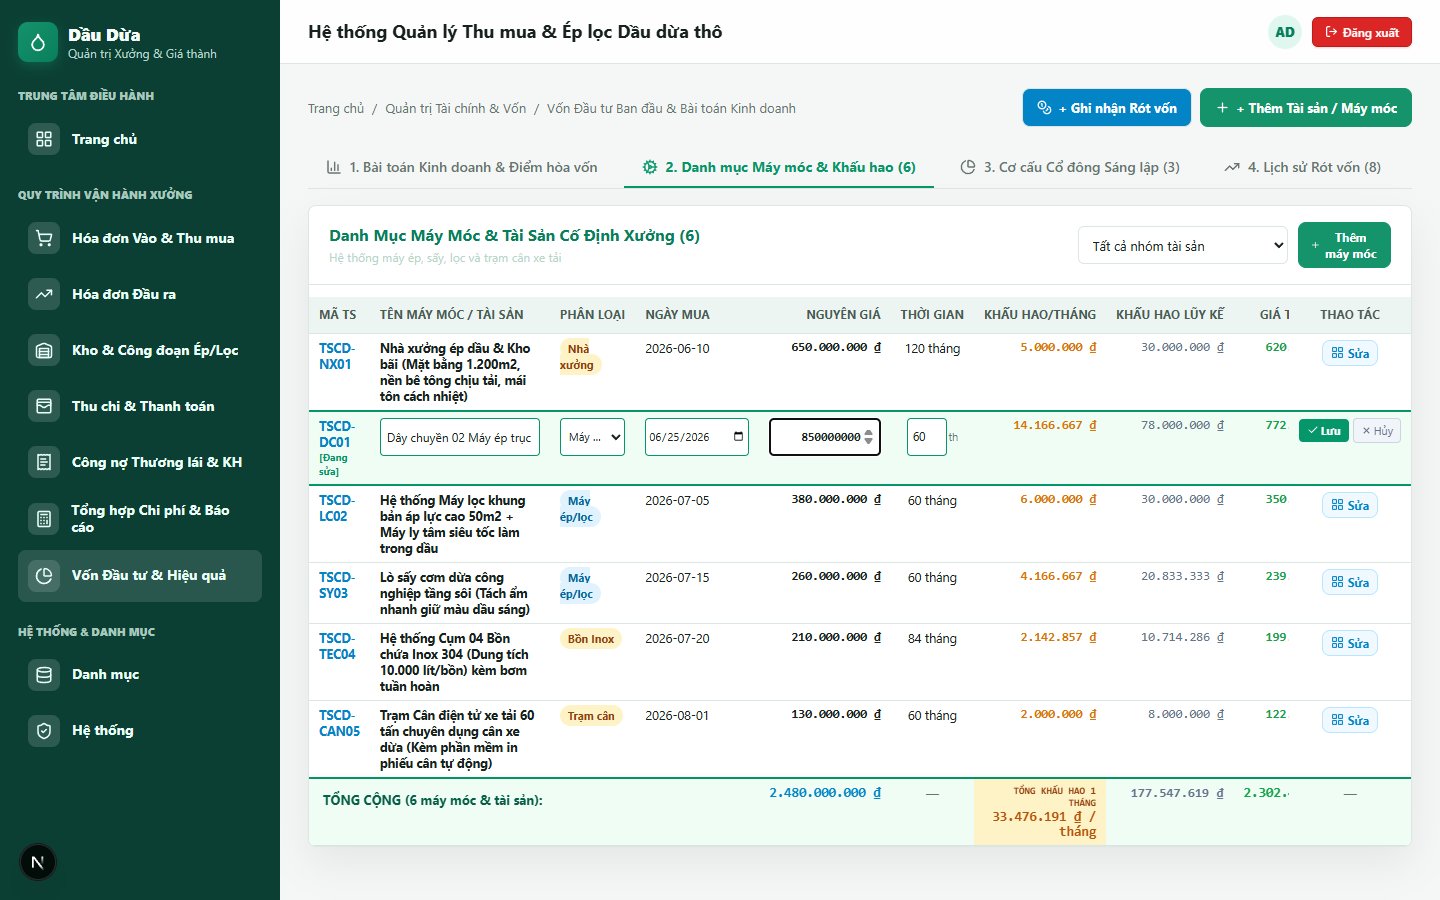 Dầu Dừa
Quản trị Xưởng & Giá thành
TRUNG TÂM ĐIỀU HÀNH
Trang chủ
QUY TRÌNH VẬN HÀNH XƯỞNG
Hóa đơn Vào & Thu mua
Hóa đơn Đầu ra
Kho & Công đoạn Ép/Lọc
Thu chi & Thanh toán
Công nợ Thương lái & KH
Tổng hợp Chi phí & Báo
cáo
Vốn Đầu tư & Hiệu quả
HỆ THỐNG & DANH MỤC
Danh mục
Hệ thống
N
Hệ thống Quản lý Thu mua & Ép lọc Dầu dừa thô
AD
Đăng xuất
Trang chủ / Quản trị Tài chính & Vốn / Vốn Đầu tư Ban đầu & Bài toán Kinh doanh
+ Ghi nhận Rót vốn
+ + Thêm Tài sản / Máy móc
1. Bài toán Kinh doanh & Điểm hòa vốn
2. Danh mục Máy móc & Khấu hao (6)
3. Cơ cấu Cổ đông Sáng lập (3)
4. Lịch sử Rót vốn (8)
Danh Mục Máy Móc & Tài Sản Cố Định Xưởng (6)
Hệ thống máy ép, sấy, lọc và trạm cân xe tải
Tất cả nhóm tài sản
+ Thêm
máy móc
MÃ TS TÊN MÁY MÓC / TÀI SẢN PHÂN LOẠI NGÀY MUA NGUYÊN GIÁ THỜI GIAN KHẤU HAO/THÁNG KHẤU HAO LŨY KẾ GIÁ T THAO TÁC
TSCD-
NX01
Nhà xưởng ép dầu & Kho
bãi (Mặt bằng 1.200m2,
nền bê tông chịu tải, mái
tôn cách nhiệt)
Nhà
xưởng
2026-06-10 650.000.000 ₫ 120 tháng 5.000.000 ₫ 30.000.000 ₫ 620 Sửa
TSCD-
DC01
[Đang
sửa]
Dây chuyền 02 Máy ép trục
Máy ...
06/25/2026 850000000 60 th 14.166.667 ₫ 78.000.000 ₫ 772 Lưu × Hủy
TSCD-
LC02
Hệ thống Máy lọc khung
bản áp lực cao 50m2 +
Máy ly tâm siêu tốc làm
trong dầu
Máy
ép/lọc
2026-07-05 380.000.000 ₫ 60 tháng 6.000.000 ₫ 30.000.000 ₫ 350 Sửa
TSCD-
SY03
Lò sấy cơm dừa công
nghiệp tầng sôi (Tách ẩm
nhanh giữ màu dầu sáng)
Máy
ép/lọc
2026-07-15 260.000.000 ₫ 60 tháng 4.166.667 ₫ 20.833.333 ₫ 239 Sửa
TSCD-
TEC04
Hệ thống Cụm 04 Bồn
chứa Inox 304 (Dung tích
10.000 lít/bồn) kèm bơm
tuần hoàn
Bồn Inox
2026-07-20 210.000.000 ₫ 84 tháng 2.142.857 ₫ 10.714.286 ₫ 199 Sửa
TSCD-
CAN05
Trạm Cân điện tử xe tải 60
tấn chuyên dụng cân xe
dừa (Kèm phần mềm in
phiếu cân tự động)
Trạm cân
2026-08-01 130.000.000 ₫ 60 tháng 2.000.000 ₫ 8.000.000 ₫ 122 Sửa
TỔNG CỘNG (6 máy móc & tài sản): 2.480.000.000 ₫ —
TỔNG KHẤU HAO 1
THÁNG
33.476.191 ₫ /
tháng
177.547.619 ₫ 2.302. —